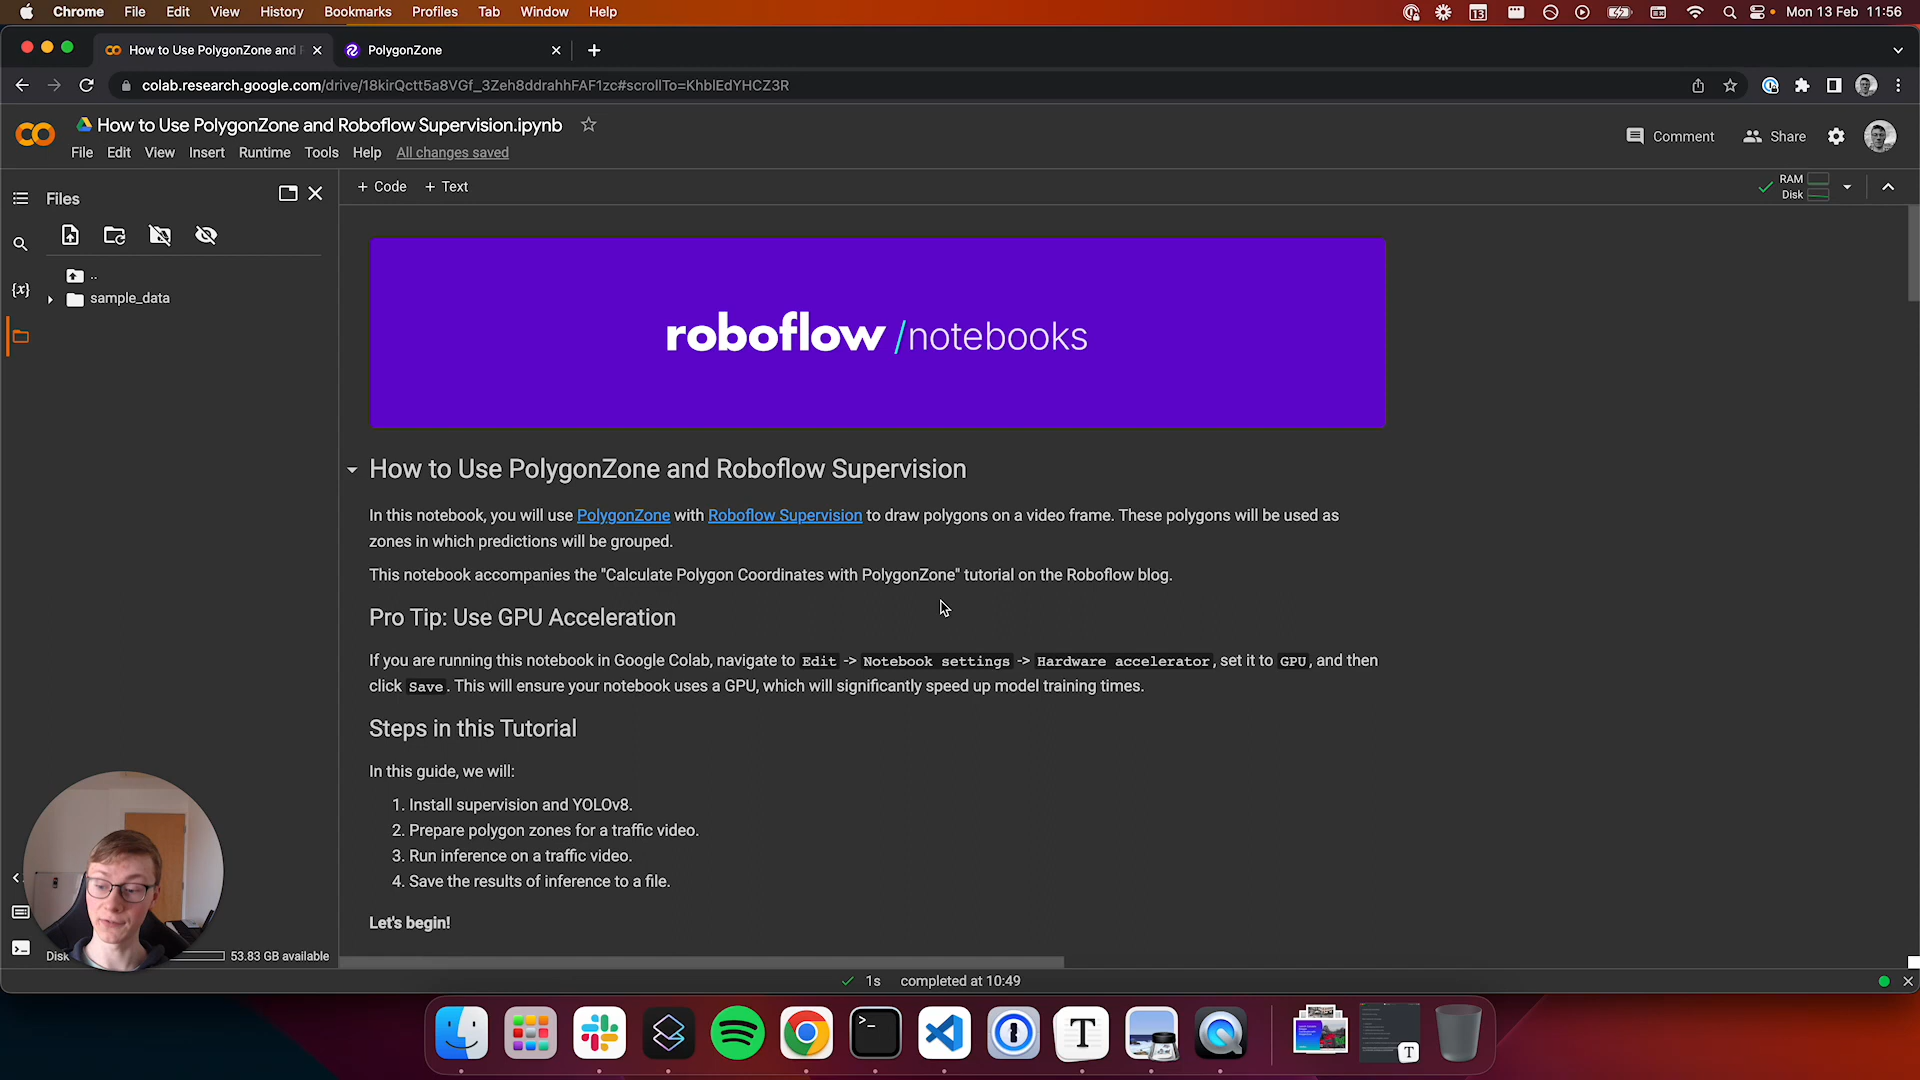 Chrome File Edit View History Bookmarks Profiles Tab Window Help 13 Mon 13 Feb 11:56
How to Use PolygonZone and R PolygonZone
colab.research.google.com/drive/18kirQctt5a8VGf_3Zeh8ddrahhFAF1zc#scrollTo=KhblEdYHCZ3R
How to Use PolygonZone and Roboflow Supervision.ipynb
Comment Share
File Edit View Insert Runtime Tools Help All changes saved
Files
+ Code + Text
RAM
Disk
..
{x}
sample_data
roboflow /notebooks
How to Use PolygonZone and Roboflow Supervision
In this notebook, you will use PolygonZone with Roboflow Supervision to draw polygons on a video frame. These polygons will be used as
zones in which predictions will be grouped.
This notebook accompanies the "Calculate Polygon Coordinates with PolygonZone" tutorial on the Roboflow blog.
Pro Tip: Use GPU Acceleration
If you are running this notebook in Google Colab, navigate to Edit -> Notebook settings -> Hardware accelerator, set it to GPU, and then
click Save. This will ensure your notebook uses a GPU, which will significantly speed up model training times.
Steps in this Tutorial
In this guide, we will:
1. Install supervision and YOLOv8.
2. Prepare polygon zones for a traffic video.
3. Run inference on a traffic video.
4. Save the results of inference to a file.
Let's begin!
Disk 53.83 GB available
1s completed at 10:49
T
T